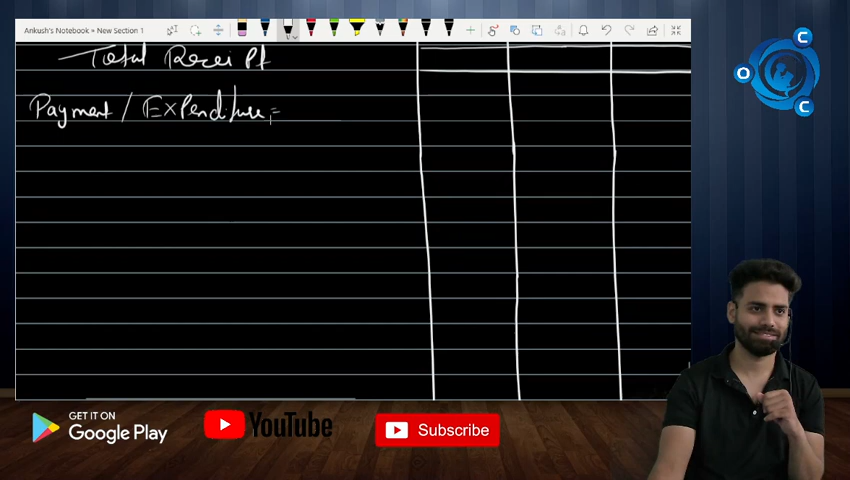 Ankush's Notebook » New Section 1
Total Receipt
Payment / Expenditure :-
C
O
C
GET IT ON
Google Play
YouTube
Subscribe